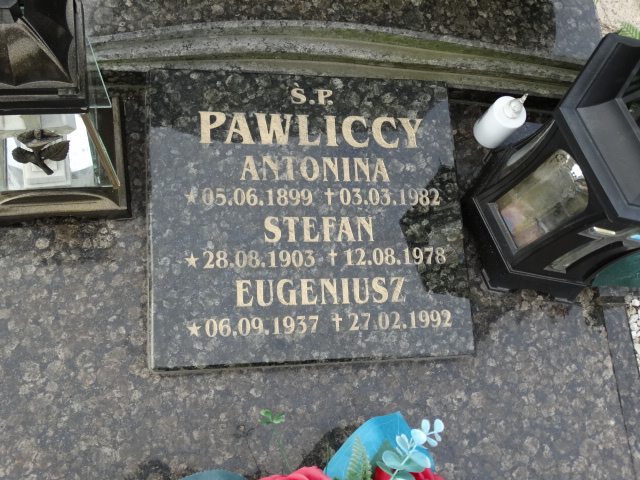 Ś.P.
PAWLICCY
ANTONINA
★05.06.1899 ✝03.03.1982
STEFAN
★28.08.1903 ✝12.08.1978
EUGENIUSZ
★06.09.1937 ✝27.02.1992